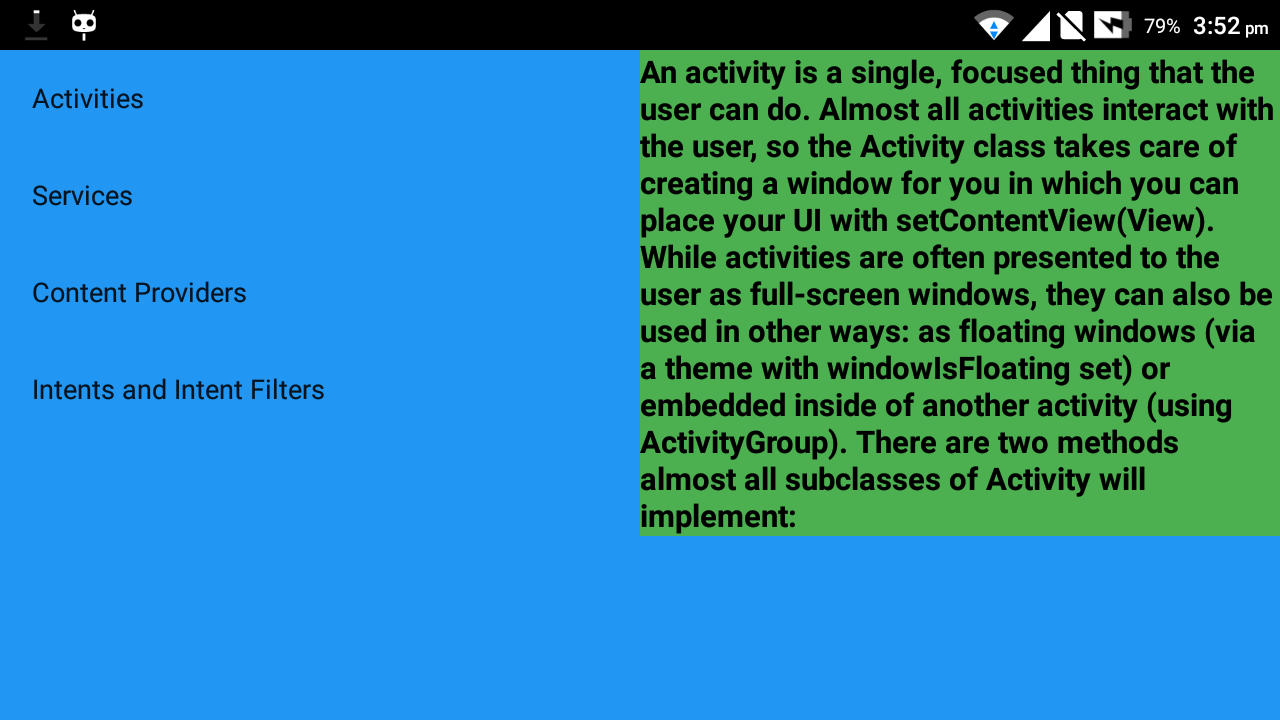 79% 3:52 pm
Activities
Services
Content Providers
Intents and Intent Filters
An activity is a single, focused thing that the
user can do. Almost all activities interact with
the user, so the Activity class takes care of
creating a window for you in which you can
place your UI with setContentView(View).
While activities are often presented to the
user as full-screen windows, they can also be
used in other ways: as floating windows (via
a theme with windowIsFloating set) or
embedded inside of another activity (using
ActivityGroup). There are two methods
almost all subclasses of Activity will
implement: